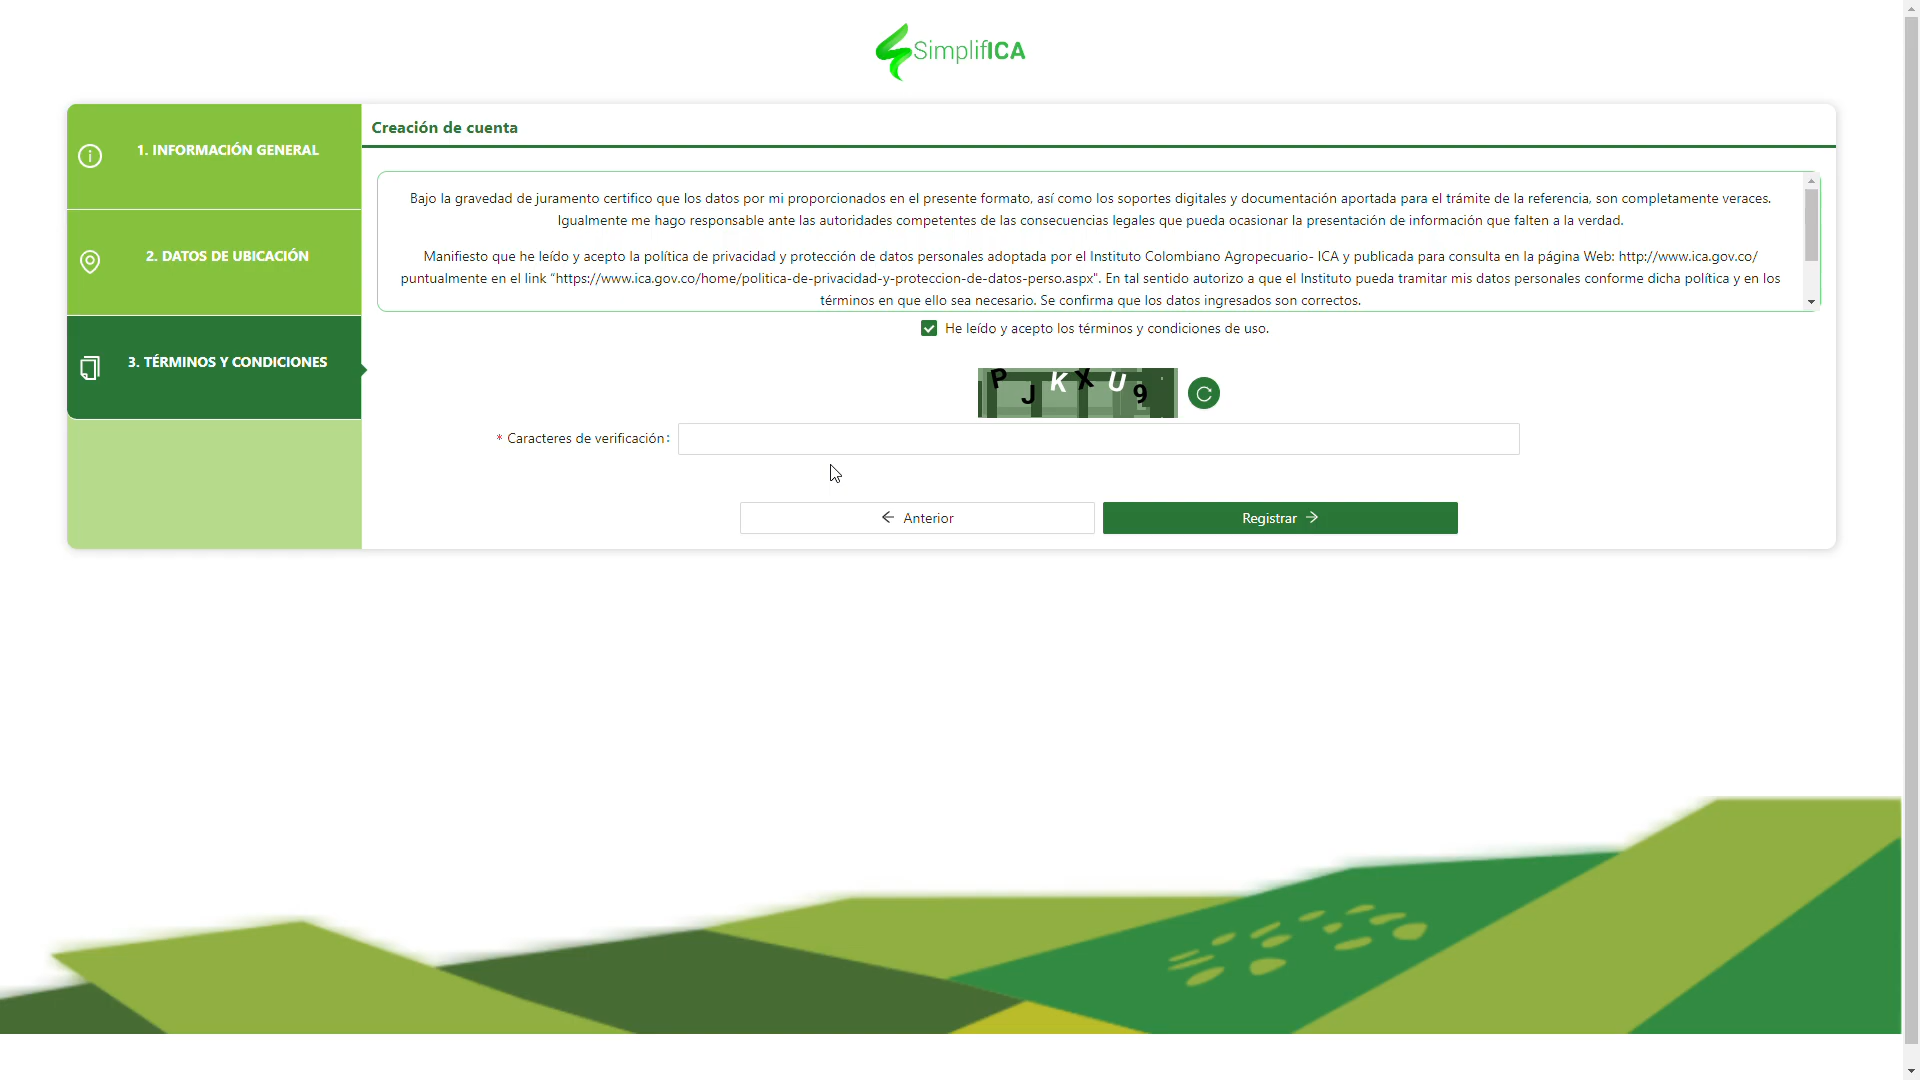 SimplifICA
1. INFORMACIÓN GENERAL
2. DATOS DE UBICACIÓN
3. TÉRMINOS Y CONDICIONES
Creación de cuenta
Bajo la gravedad de juramento certifico que los datos por mi proporcionados en el presente formato, así como los soportes digitales y documentación aportada para el trámite de la referencia, son completamente veraces.
Igualmente me hago responsable ante las autoridades competentes de las consecuencias legales que pueda ocasionar la presentación de información que falten a la verdad.
Manifiesto que he leído y acepto la política de privacidad y protección de datos personales adoptada por el Instituto Colombiano Agropecuario- ICA y publicada para consulta en la página Web: http://www.ica.gov.co/
puntualmente en el link “https://www.ica.gov.co/home/politica-de-privacidad-y-proteccion-de-datos-perso.aspx”. En tal sentido autorizo a que el Instituto pueda tramitar mis datos personales conforme dicha política y en los
términos en que ello sea necesario. Se confirma que los datos ingresados son correctos.
He leído y acepto los términos y condiciones de uso.
PJKXU9
* Caracteres de verificación:
Anterior
Registrar